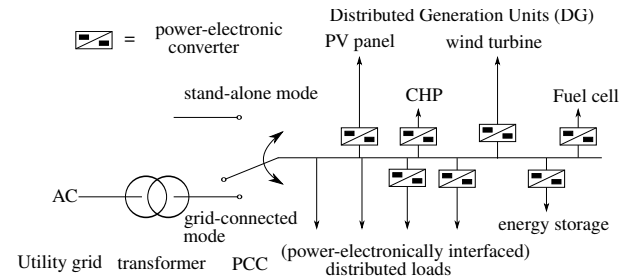 Distributed Generation Units (DG)
= power-electronic
converter
PV panel
wind turbine
stand-alone mode
CHP
Fuel cell
AC
grid-connected
mode
energy storage
Utility grid transformer PCC
(power-electronically interfaced)
distributed loads